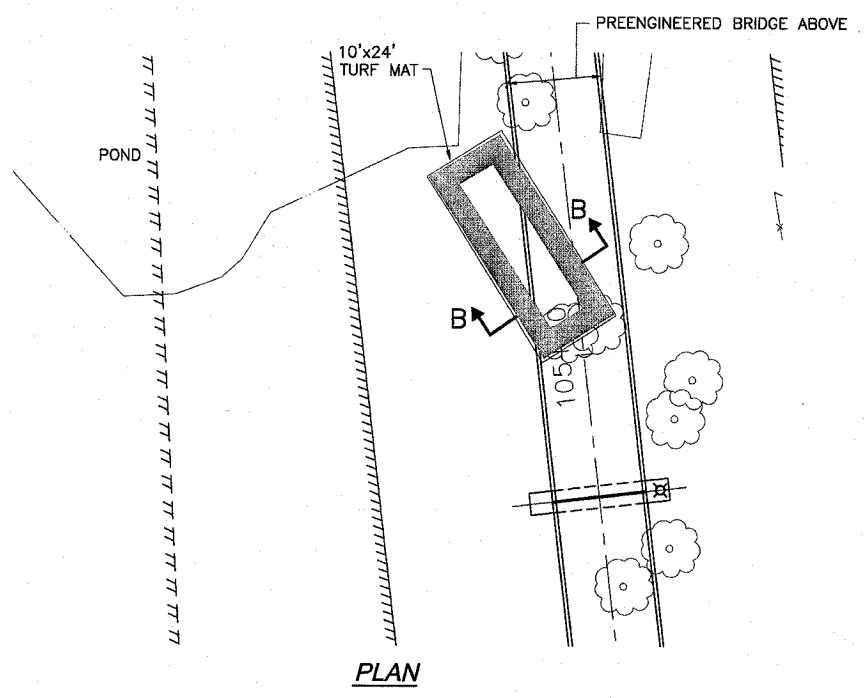 PREENGINEERED BRIDGE ABOVE
10'x24'
TURF MAT
POND
B
B
105
PLAN